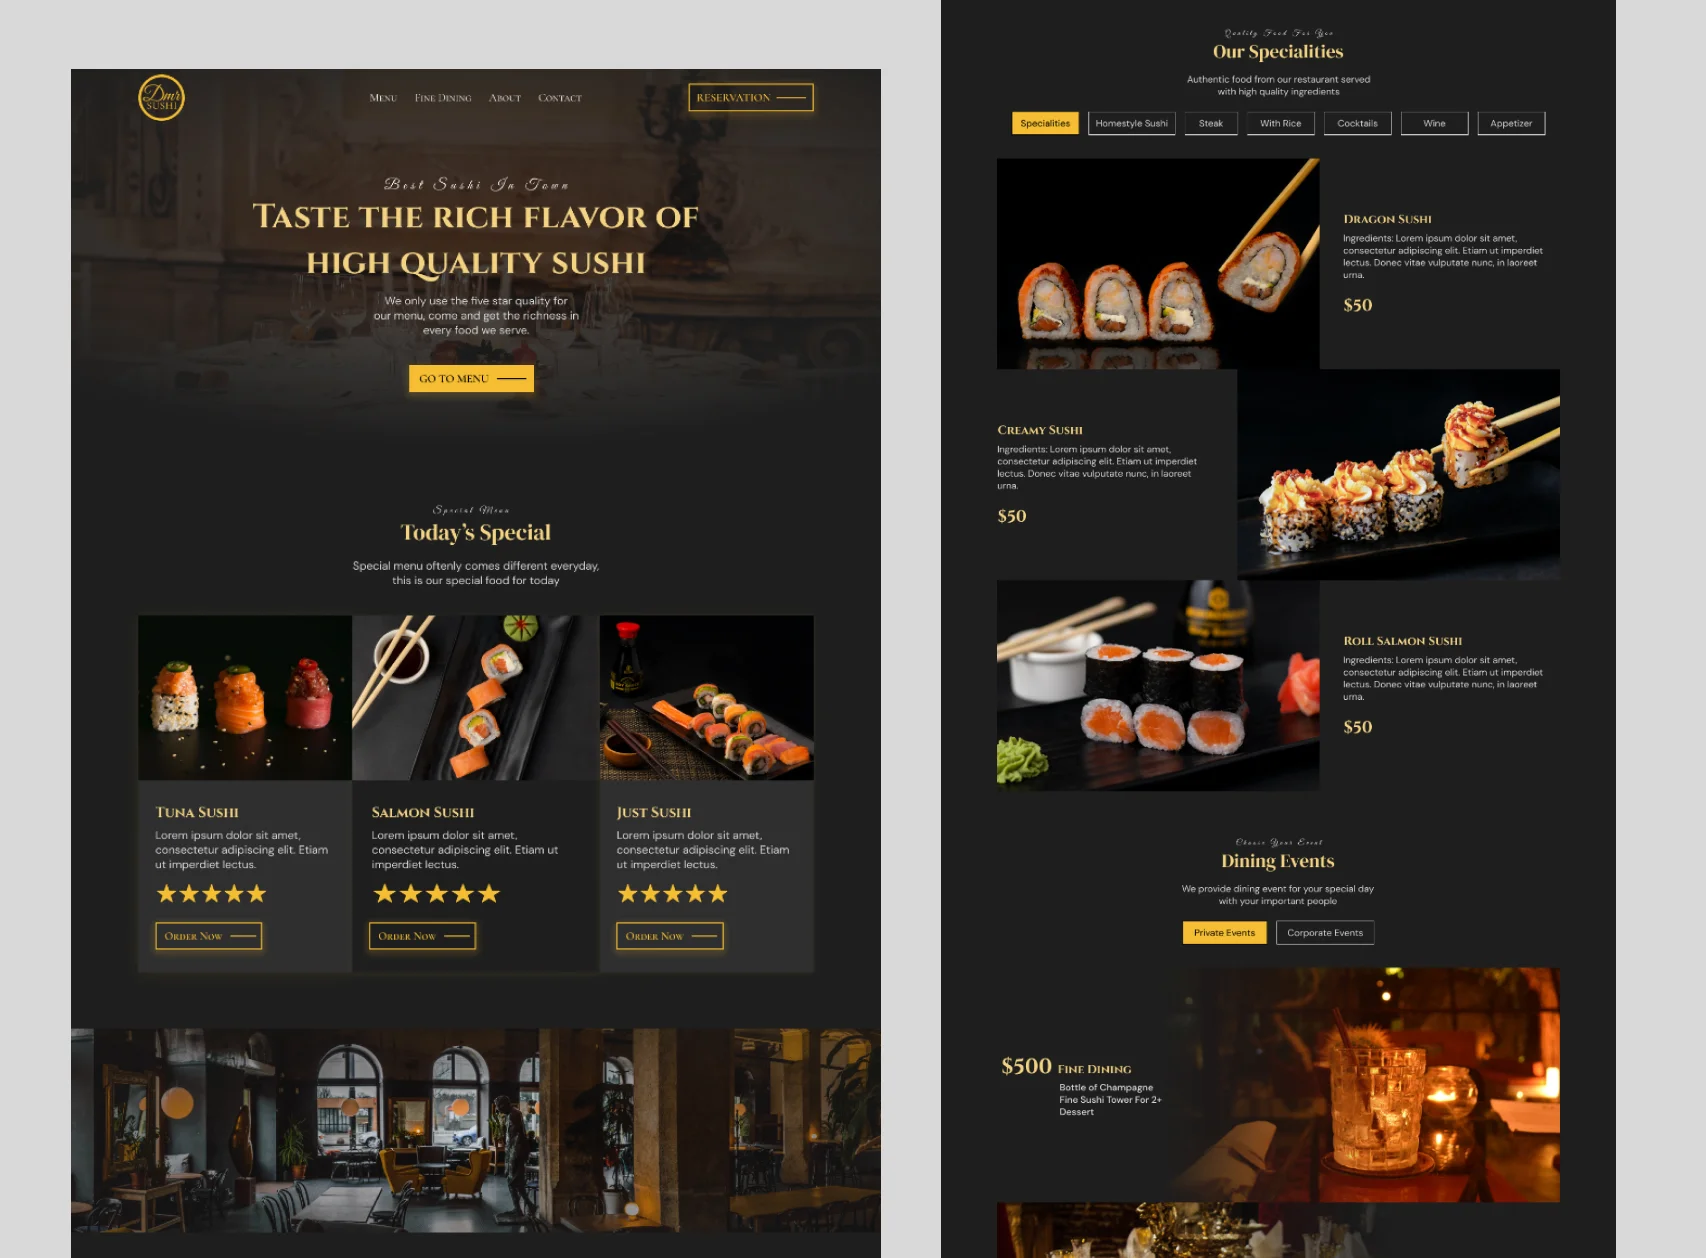 Dmr
SUSHI
Menu
Fine Dining
About
Contact
RESERVATION
Best Sushi In Town
Taste the rich flavor of
high quality sushi
We only use the five star quality for
our menu, come and get the richness in
every food we serve.
GO TO MENU
Special Menu
Today's Special
Special menu oftenly comes different everyday,
this is our special food for today
Tuna Sushi
Lorem ipsum dolor sit amet,
consectetur adipiscing elit. Etiam
ut imperdiet lectus.
Order Now
Salmon Sushi
Lorem ipsum dolor sit amet,
consectetur adipiscing elit. Etiam ut
imperdiet lectus.
Order Now
Just Sushi
Lorem ipsum dolor sit amet,
consectetur adipiscing elit. Etiam
ut imperdiet lectus.
Order Now
Quality Food For You
Our Specialities
Authentic food from our restaurant served
with high quality ingredients
Specialities
Homestyle Sushi
Steak
With Rice
Cocktails
Wine
Appetizer
Dragon Sushi
Ingredients: Lorem ipsum dolor sit amet,
consectetur adipiscing elit. Etiam ut imperdiet
lectus. Donec vitae vulputate nunc, in laoreet
urna.
$50
Creamy Sushi
Ingredients: Lorem ipsum dolor sit amet,
consectetur adipiscing elit. Etiam ut imperdiet
lectus. Donec vitae vulputate nunc, in laoreet
urna.
$50
Roll Salmon Sushi
Ingredients: Lorem ipsum dolor sit amet,
consectetur adipiscing elit. Etiam ut imperdiet
lectus. Donec vitae vulputate nunc, in laoreet
urna.
$50
Choose Your Event
Dining Events
We provide dining event for your special day
with your important people
Private Events
Corporate Events
$500 Fine Dining
Bottle of Champagne
Fine Sushi Tower For 2+
Dessert